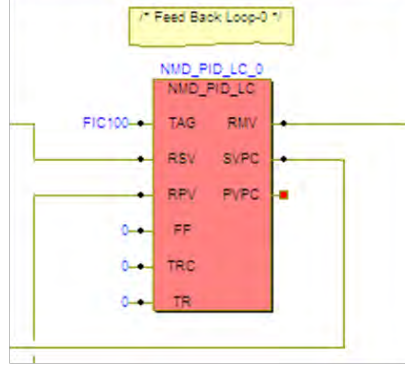 /* Feed Back Loop-0 */
NMD_PID_LC_0
NMD_PID_LC
FIC100 TAG RMV
RSV SVPC
RPV PVPC
0 FF
0 TRC
0 TR